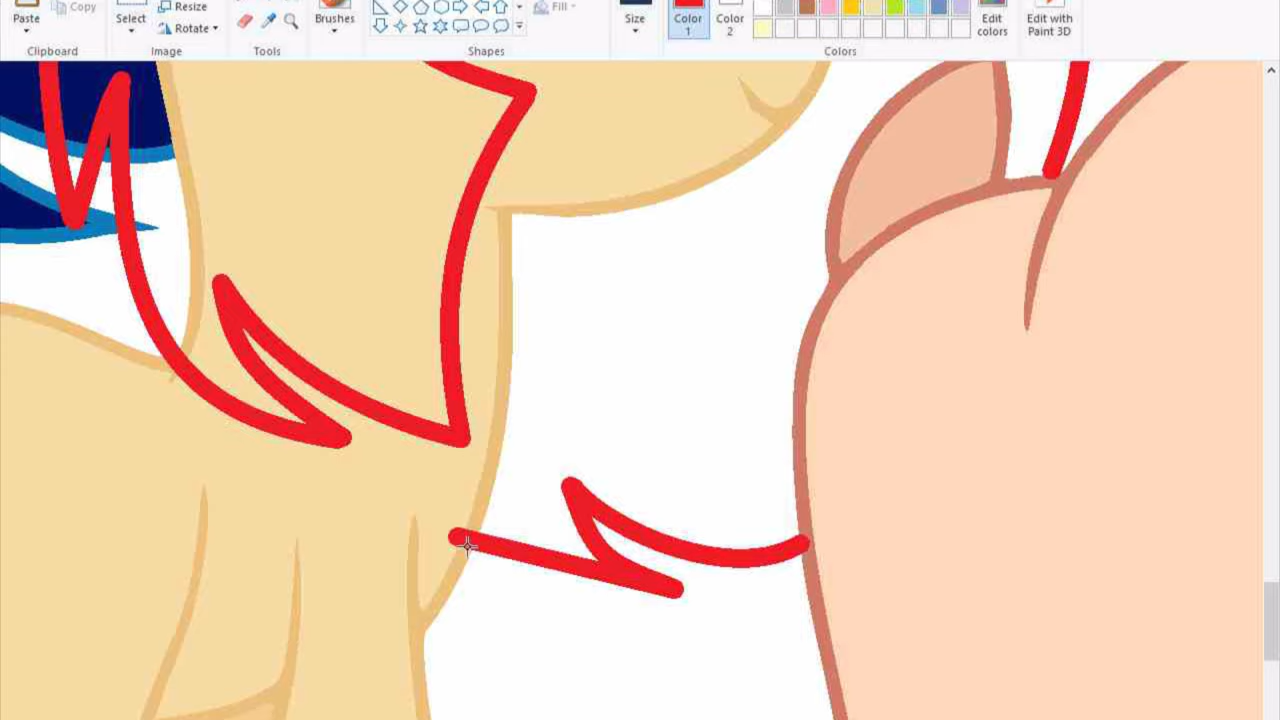 Paste
Copy
Select
Resize
Rotate
Brushes
Fill
Size
Color 1
Color 2
Edit colors
Edit with Paint 3D
Clipboard
Image
Tools
Shapes
Colors